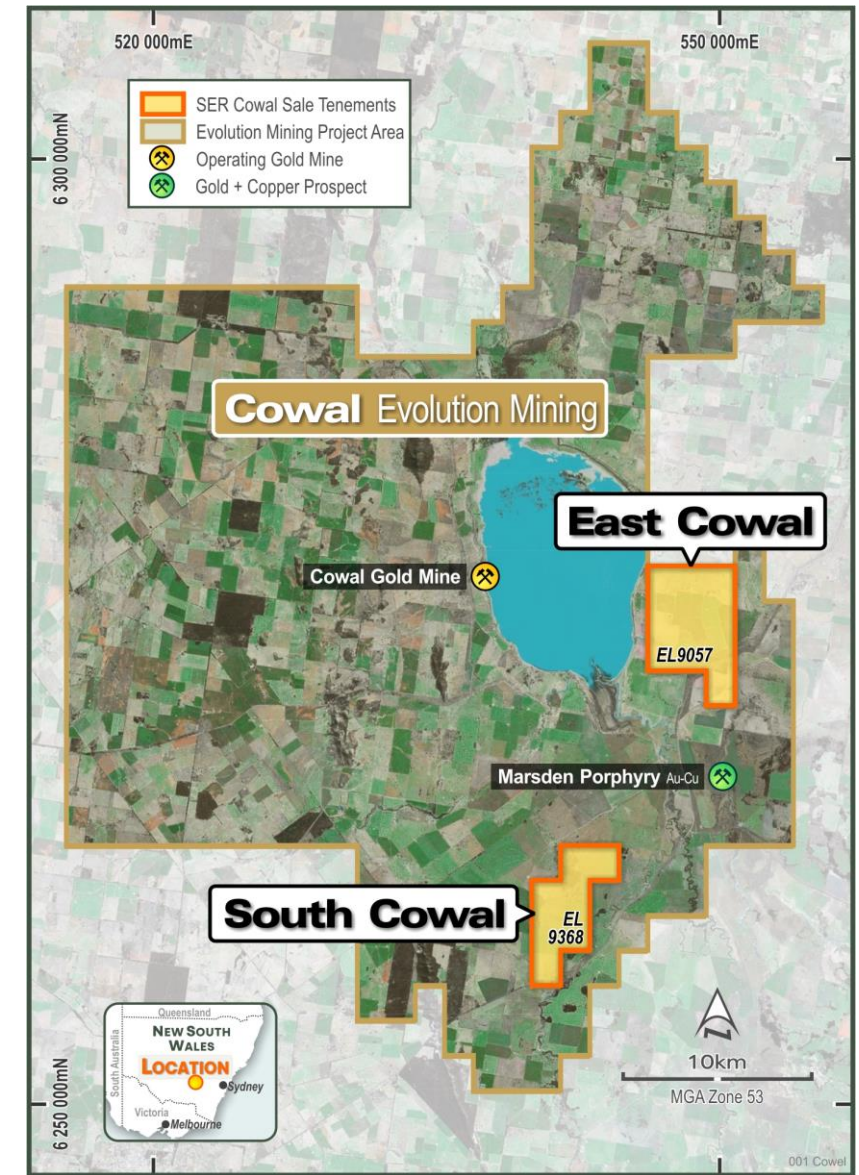 520 000mE
550 000mE
6 300 000mN
SER Cowal Sale Tenements
Evolution Mining Project Area
Operating Gold Mine
Gold + Copper Prospect
Cowal Evolution Mining
East Cowal
Cowal Gold Mine
EL9057
Marsden Porphyry Au-Cu
South Cowal
EL
9368
Queensland
South Australia
NEW SOUTH
WALES
LOCATION
Sydney
Victoria
Melbourne
N
10km
MGA Zone 53
6 250 000mN
001 Cowel